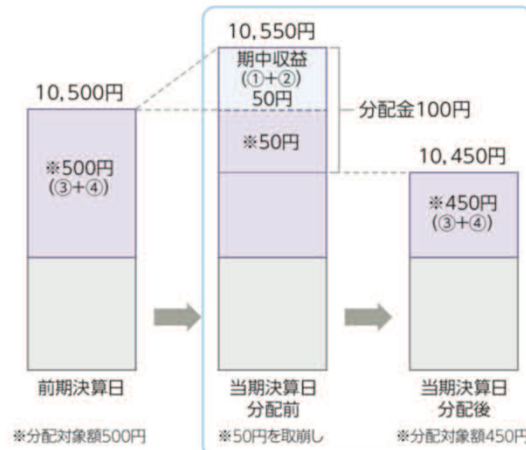 10,550円
期中収益
(①+②)
50円
10,500円
分配金100円
※500円
(③+④)
※50円
10,450円
※450円
(③+④)
前期決算日
当期決算日
分配前
当期決算日
分配後
※分配対象額500円
※50円を取崩し
※分配対象額450円